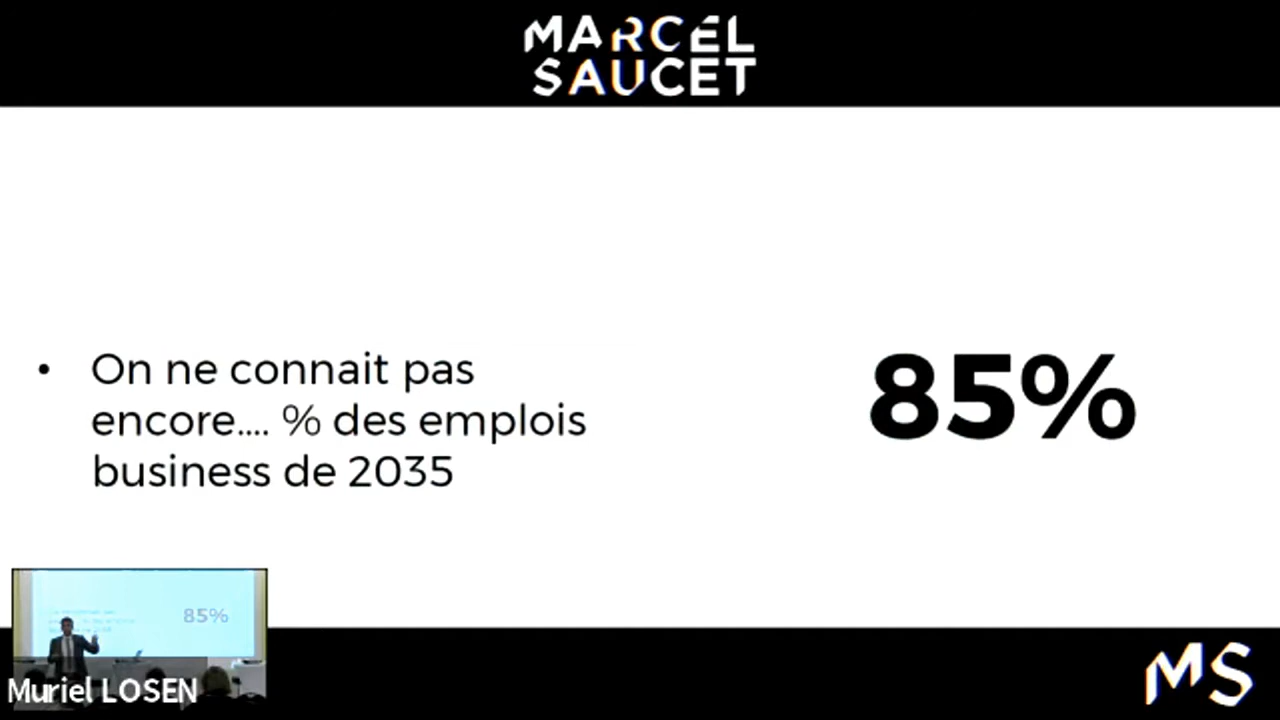 MARCEL
SAUCET
• On ne connait pas
encore.... % des emplois
business de 2035
85%
85%
Muriel LOSEN
MS